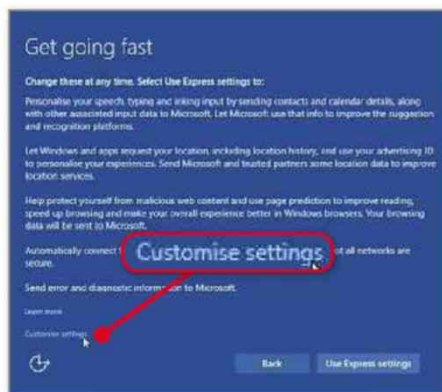 Get going fast
Change these at any time. Select Use Express settings to:
Personalise your speech, typing and inking input by sending contacts and calendar details, along
with other associated input data to Microsoft. Let Microsoft use that info to improve the suggestion
and recognition platforms.
Let Windows and apps request your location, including location history, and use your advertising ID
to personalise your experiences. Send Microsoft and trusted partners some location data to improve
location services.
Help protect yourself from malicious web content and use page prediction to improve reading,
speed up browsing and make your overall experience better in Windows browsers. Your browsing
data will be sent to Microsoft.
Automatically connect Customise settings ot all networks are
secure.
Send error and diagnostic information to Microsoft.
Learn more
Customise settings
Back Use Express settings